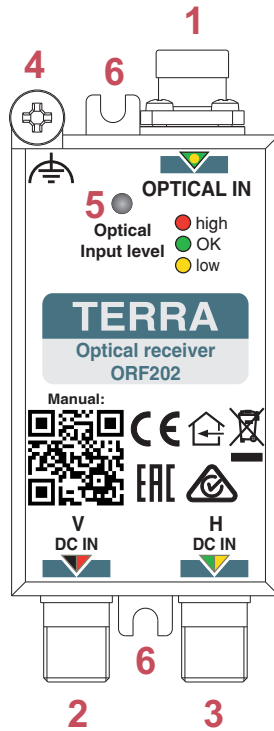 1
4
6
OPTICAL IN
5
Optical
Input level
high
OK
low
TERRA
Optical receiver
ORF202
Manual:
CE
EAC
V
DC IN
H
DC IN
6
2
3